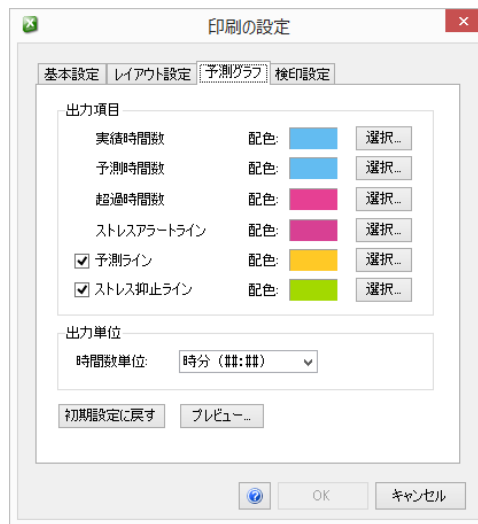 印刷の設定
基本設定 レイアウト設定 予測グラフ 検印設定
出力項目
実績時間数 配色: 選択...
予測時間数 配色: 選択...
超過時間数 配色: 選択...
ストレスアラートライン 配色: 選択...
予測ライン 配色: 選択...
ストレス抑止ライン 配色: 選択...
出力単位
時間数単位: 時分 (##:##)
初期設定に戻す プレビュー...
OK キャンセル